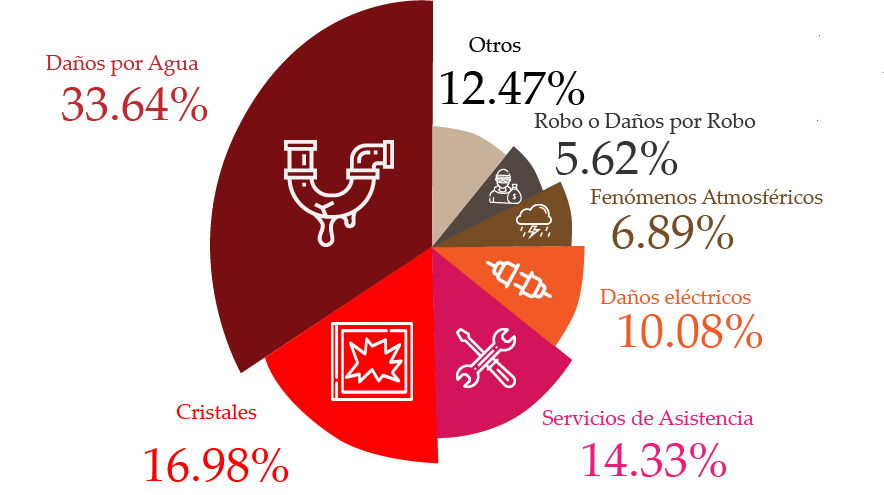 Otros
12.47%
Daños por Agua
33.64%
Robo o Daños por Robo
5.62%
Fenómenos Atmosféricos
6.89%
Daños eléctricos
10.08%
Cristales
16.98%
Servicios de Asistencia
14.33%
$